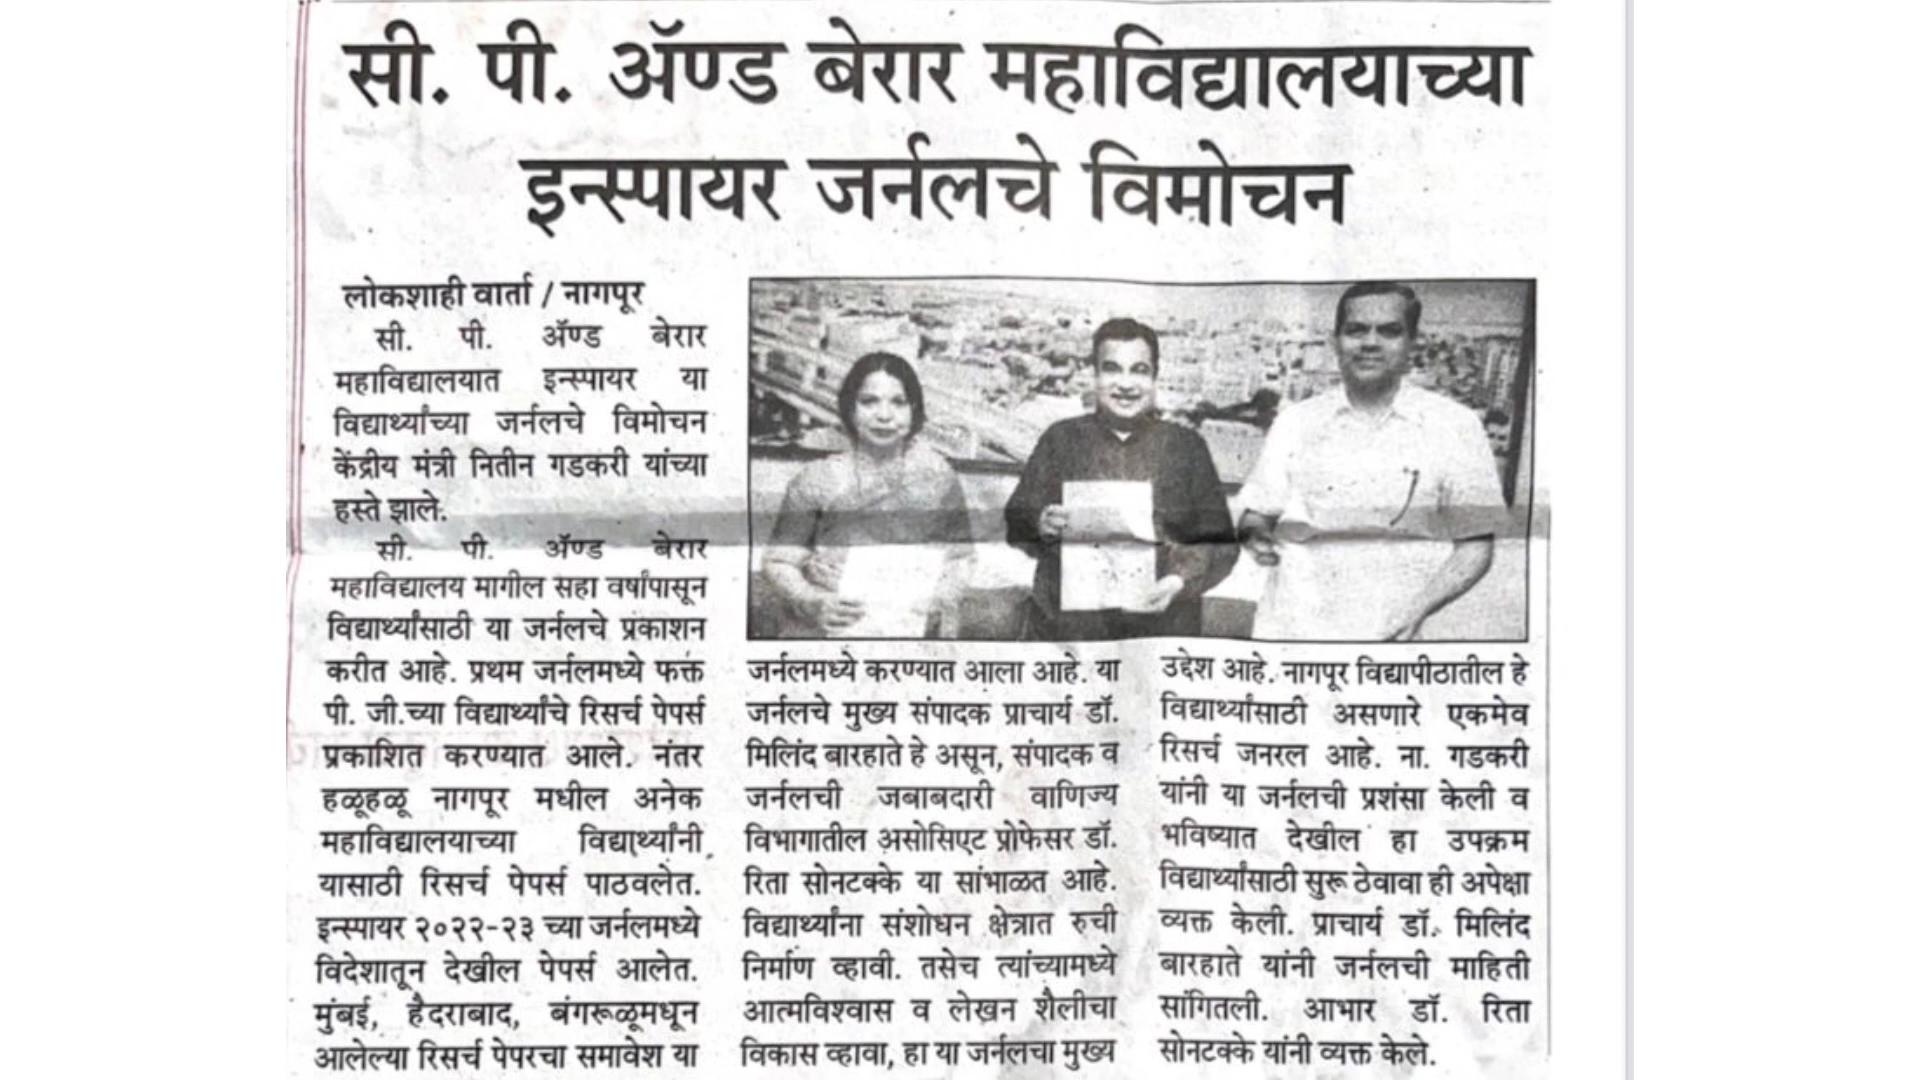 सी. पी. ॲण्ड बेरार महाविद्यालयाच्या
इन्स्पायर जर्नलचे विमोचन
लोकशाही वार्ता / नागपूर
सी. पी. ॲण्ड बेरार
महाविद्यालयात इन्स्पायर या
विद्यार्थ्यांच्या जर्नलचे विमोचन
केंद्रीय मंत्री नितीन गडकरी यांच्या
हस्ते झाले.
सी. पी. ॲण्ड बेरार
महाविद्यालय मागील सहा वर्षांपासून
विद्यार्थ्यांसाठी या जर्नलचे प्रकाशन
करीत आहे. प्रथम जर्नलमध्ये फक्त
पी. जी.च्या विद्यार्थ्यांचे रिसर्च पेपर्स
प्रकाशित करण्यात आले. नंतर
हळूहळू नागपूर मधील अनेक
महाविद्यालयाच्या विद्यार्थ्यांनी
यासाठी रिसर्च पेपर्स पाठवलेत.
इन्स्पायर २०२२-२३ च्या जर्नलमध्ये
विदेशातून देखील पेपर्स आलेत.
मुंबई, हैदराबाद, बंगरूळूमधून
आलेल्या रिसर्च पेपरचा समावेश या
जर्नलमध्ये करण्यात आला आहे. या
जर्नलचे मुख्य संपादक प्राचार्य डॉ.
मिलिंद बारहाते हे असून, संपादक व
जर्नलची जबाबदारी वाणिज्य
विभागातील असोसिएट प्रोफेसर डॉ.
रिता सोनटक्के या सांभाळत आहे.
विद्यार्थ्यांना संशोधन क्षेत्रात रुची
निर्माण व्हावी. तसेच त्यांच्यामध्ये
आत्मविश्वास व लेखन शैलीचा
विकास व्हावा, हा या जर्नलचा मुख्य
उद्देश आहे. नागपूर विद्यापीठातील हे
विद्यार्थ्यांसाठी असणारे एकमेव
रिसर्च जनरल आहे. ना. गडकरी
यांनी या जर्नलची प्रशंसा केली व
भविष्यात देखील हा उपक्रम
विद्यार्थ्यांसाठी सुरू ठेवावा ही अपेक्षा
व्यक्त केली. प्राचार्य डॉ. मिलिंद
बारहाते यांनी जर्नलची माहिती
सांगितली. आभार डॉ. रिता
सोनटक्के यांनी व्यक्त केले.